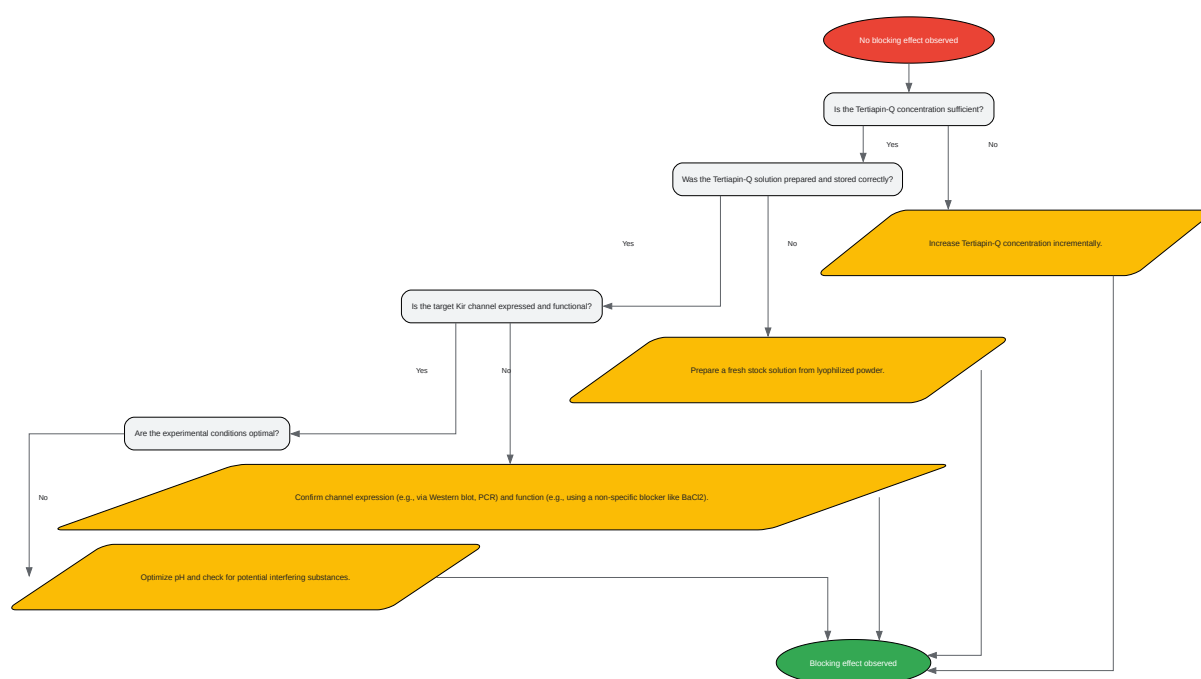 No blocking effect observed
Is the Tertiapin-Q concentration sufficient?
Yes
No
Was the Tertiapin-Q solution prepared and stored correctly?
Yes
No
Increase Tertiapin-Q concentration incrementally.
Is the target Kir channel expressed and functional?
Yes
No
Prepare a fresh stock solution from lyophilized powder.
Are the experimental conditions optimal?
No
Confirm channel expression (e.g., via Western blot, PCR) and function (e.g., using a non-specific blocker like BaCl2).
Optimize pH and check for potential interfering substances.
Blocking effect observed